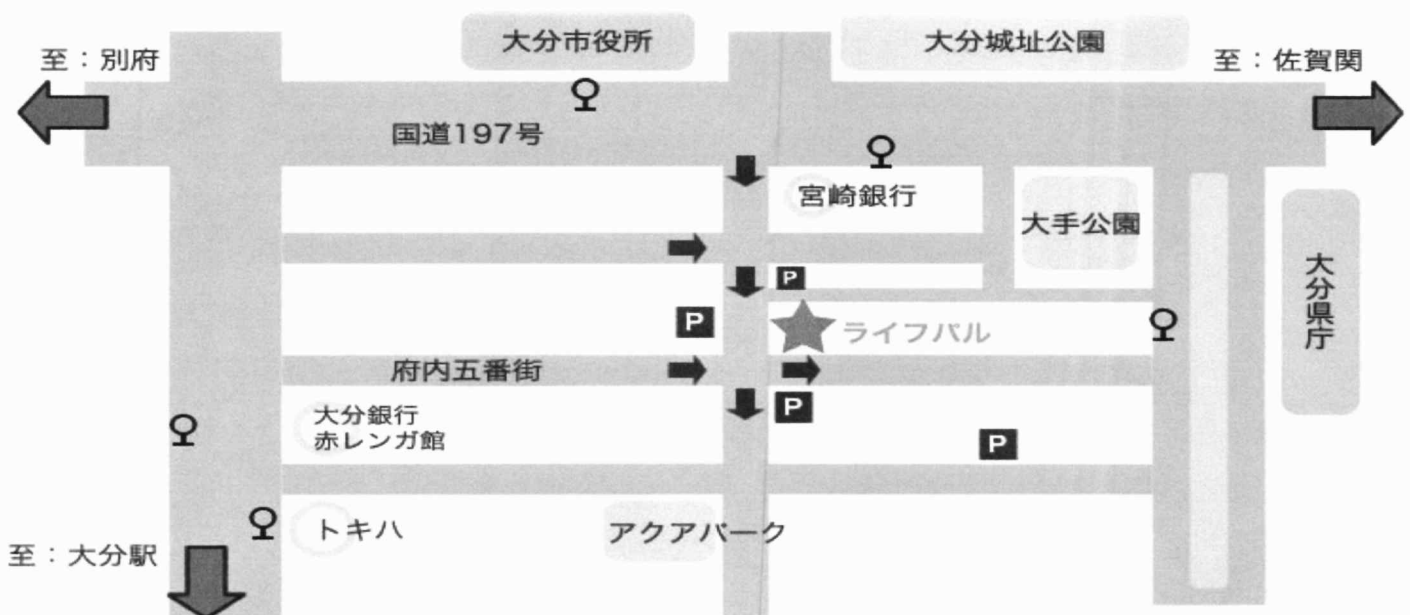 大分市役所
大分城址公園
至：別府
至：佐賀関
国道197号
宮崎銀行
大手公園
大分県庁
P
P
ライフパル
府内五番街
P
大分銀行
赤レンガ館
P
トキハ
アクアパーク
至：大分駅